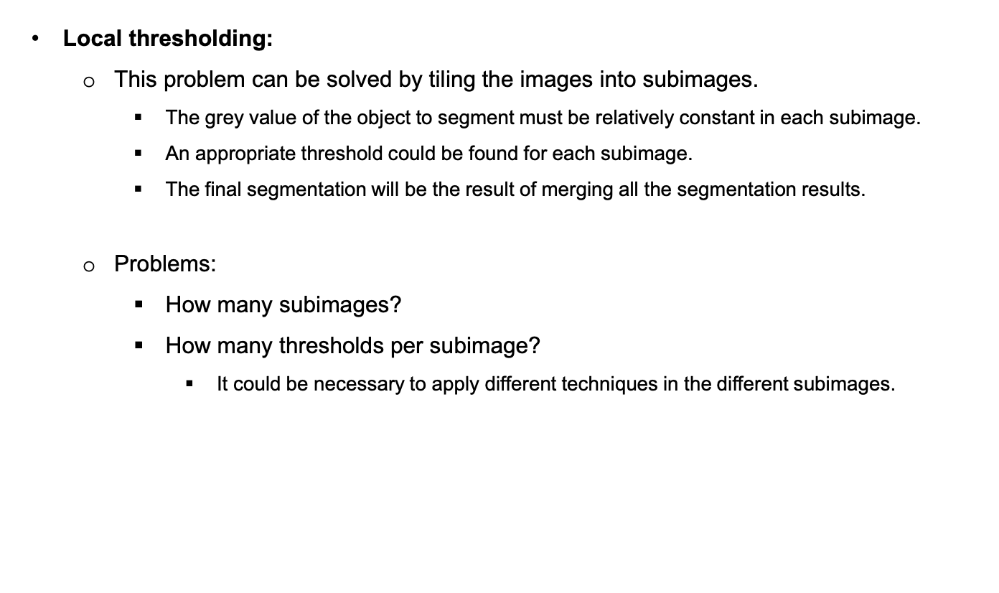 • Local thresholding:
o This problem can be solved by tiling the images into subimages.
▪ The grey value of the object to segment must be relatively constant in each subimage.
▪ An appropriate threshold could be found for each subimage.
▪ The final segmentation will be the result of merging all the segmentation results.
o Problems:
▪ How many subimages?
▪ How many thresholds per subimage?
▪ It could be necessary to apply different techniques in the different subimages.